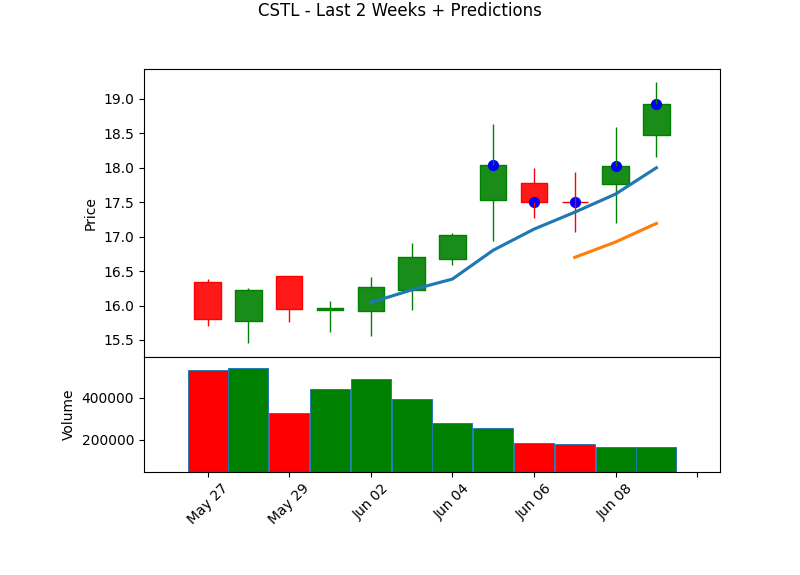 CSTL - Last 2 Weeks + Predictions
19.0
18.5
18.0
17.5
17.0
16.5
16.0
15.5
Price
400000
200000
Volume
May 27
May 29
Jun 02
Jun 04
Jun 06
Jun 08